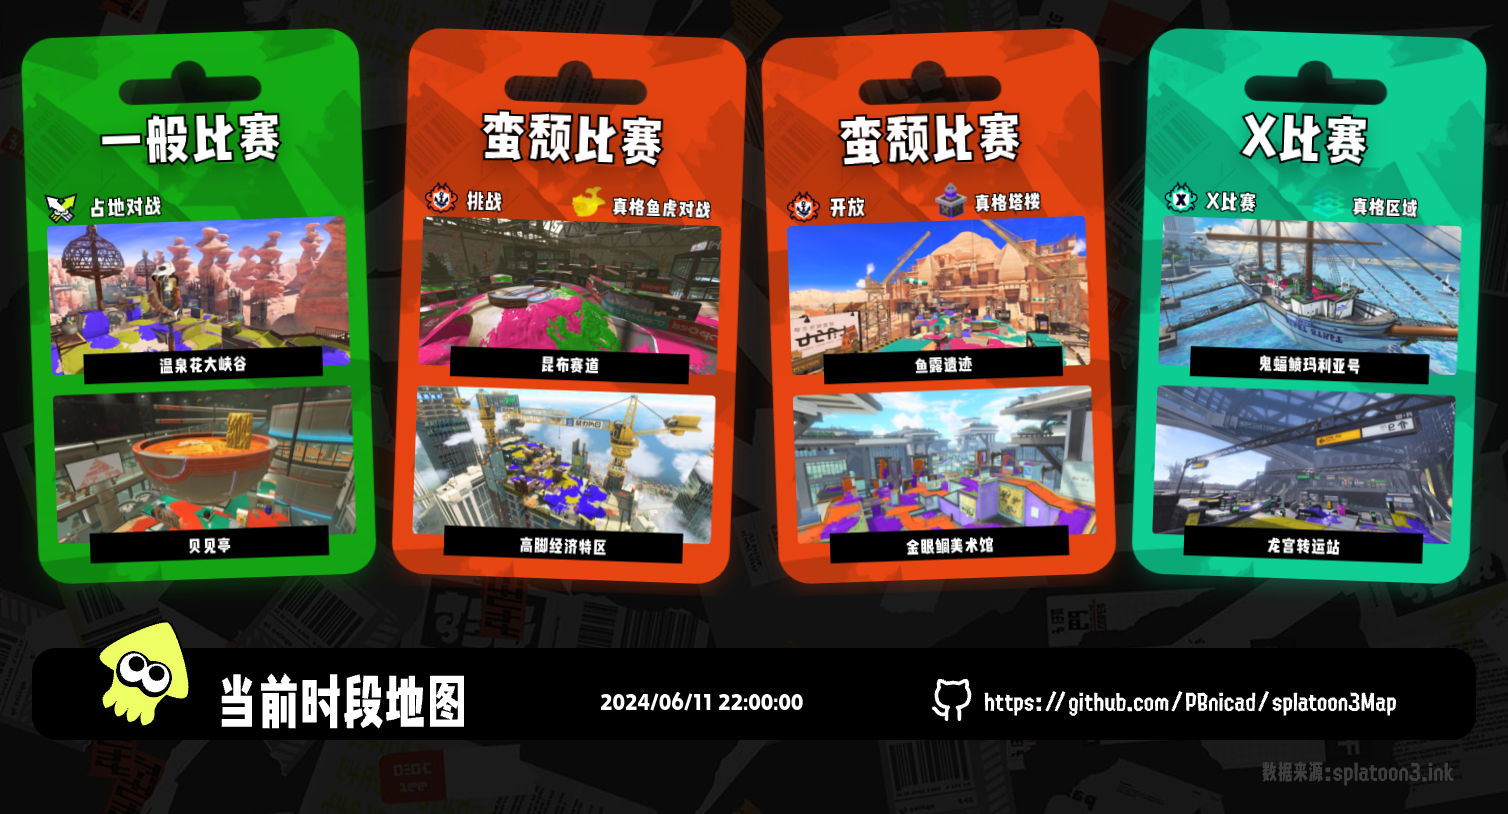 一般比赛
占地对战
温泉花大峡谷
贝见亭
蛮颓比赛
挑战
真格鱼虎对战
昆布赛道
高脚经济特区
蛮颓比赛
开放
真格塔楼
鱼露遗迹
金眼鲷美术馆
X比赛
X比赛
真格区域
鬼蝠鲼玛利亚号
龙宫转运站
当前时段地图
2024/06/11 22:00:00
https://github.com/PBnicad/splatoon3Map
数据来源:splatoon3.ink